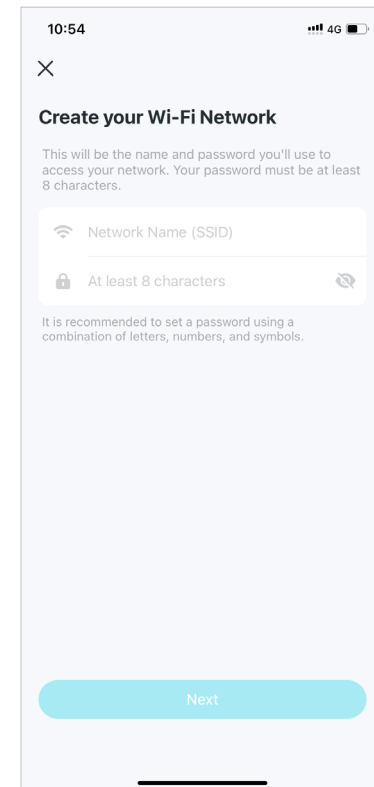 10:54
4G
Create your Wi-Fi Network
This will be the name and password you'll use to
access your network. Your password must be at least
8 characters.
Network Name (SSID)
At least 8 characters
It is recommended to set a password using a
combination of letters, numbers, and symbols.
Next